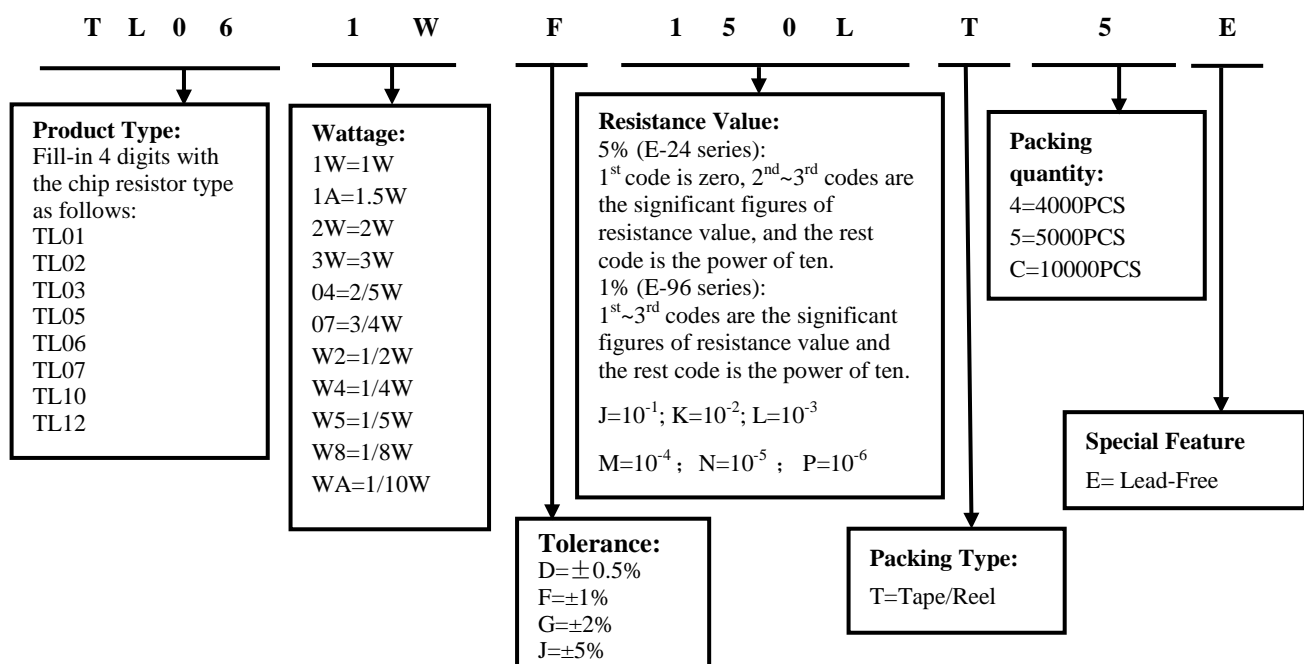 T L 0 6 1 W F 1 5 0 L T 5 E
Product Type:
Fill-in 4 digits with
the chip resistor type
as follows:
TL01
TL02
TL03
TL05
TL06
TL07
TL10
TL12
Wattage:
1W=1W
1A=1.5W
2W=2W
3W=3W
04=2/5W
07=3/4W
W2=1/2W
W4=1/4W
W5=1/5W
W8=1/8W
WA=1/10W
Tolerance:
D=±0.5%
F=±1%
G=±2%
J=±5%
Resistance Value:
5% (E-24 series):
1st code is zero, 2nd~3rd codes are
the significant figures of
resistance value, and the rest
code is the power of ten.
1% (E-96 series):
1st~3rd codes are the significant
figures of resistance value and
the rest code is the power of ten.
J=10-1; K=10-2; L=10-3
M=10-4； N=10-5 ； P=10-6
Packing Type:
T=Tape/Reel
Packing
quantity:
4=4000PCS
5=5000PCS
C=10000PCS
Special Feature
E= Lead-Free